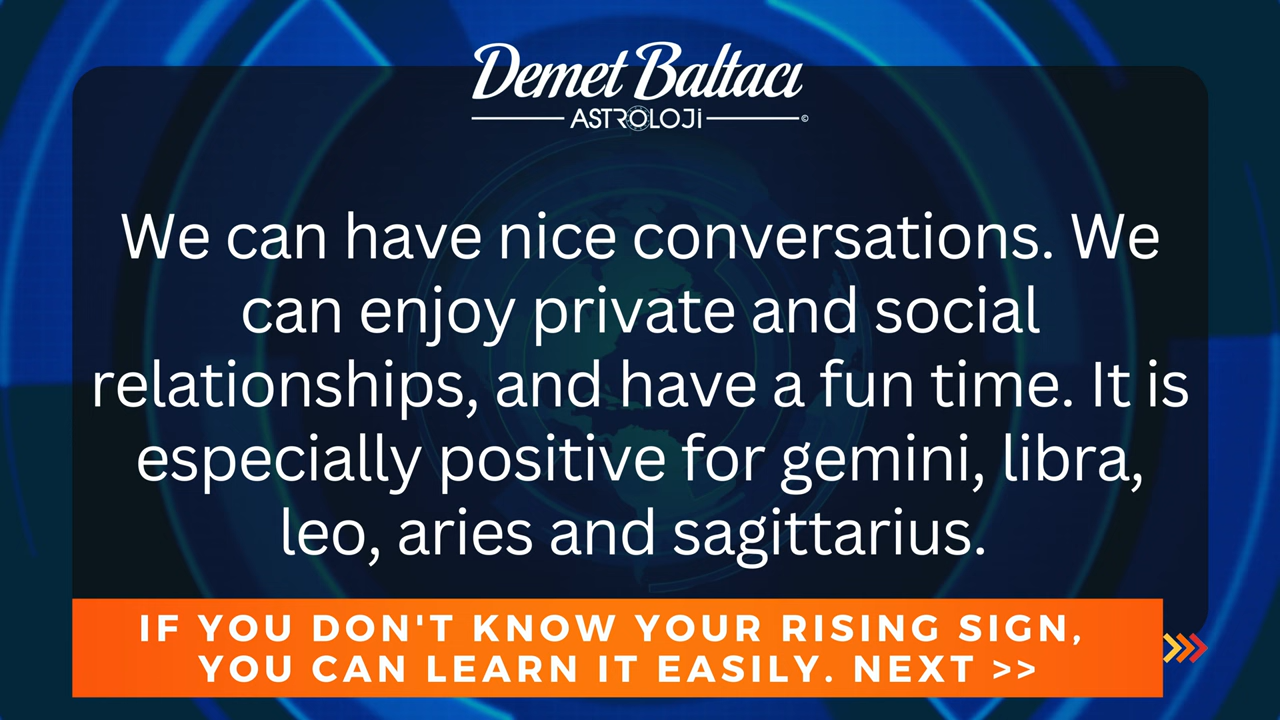 Demet Baltacı
ASTROLOJi
©
We can have nice conversations. We
can enjoy private and social
relationships, and have a fun time. It is
especially positive for gemini, libra,
leo, aries and sagittarius.
IF YOU DON'T KNOW YOUR RISING SIGN,
YOU CAN LEARN IT EASILY. NEXT >>